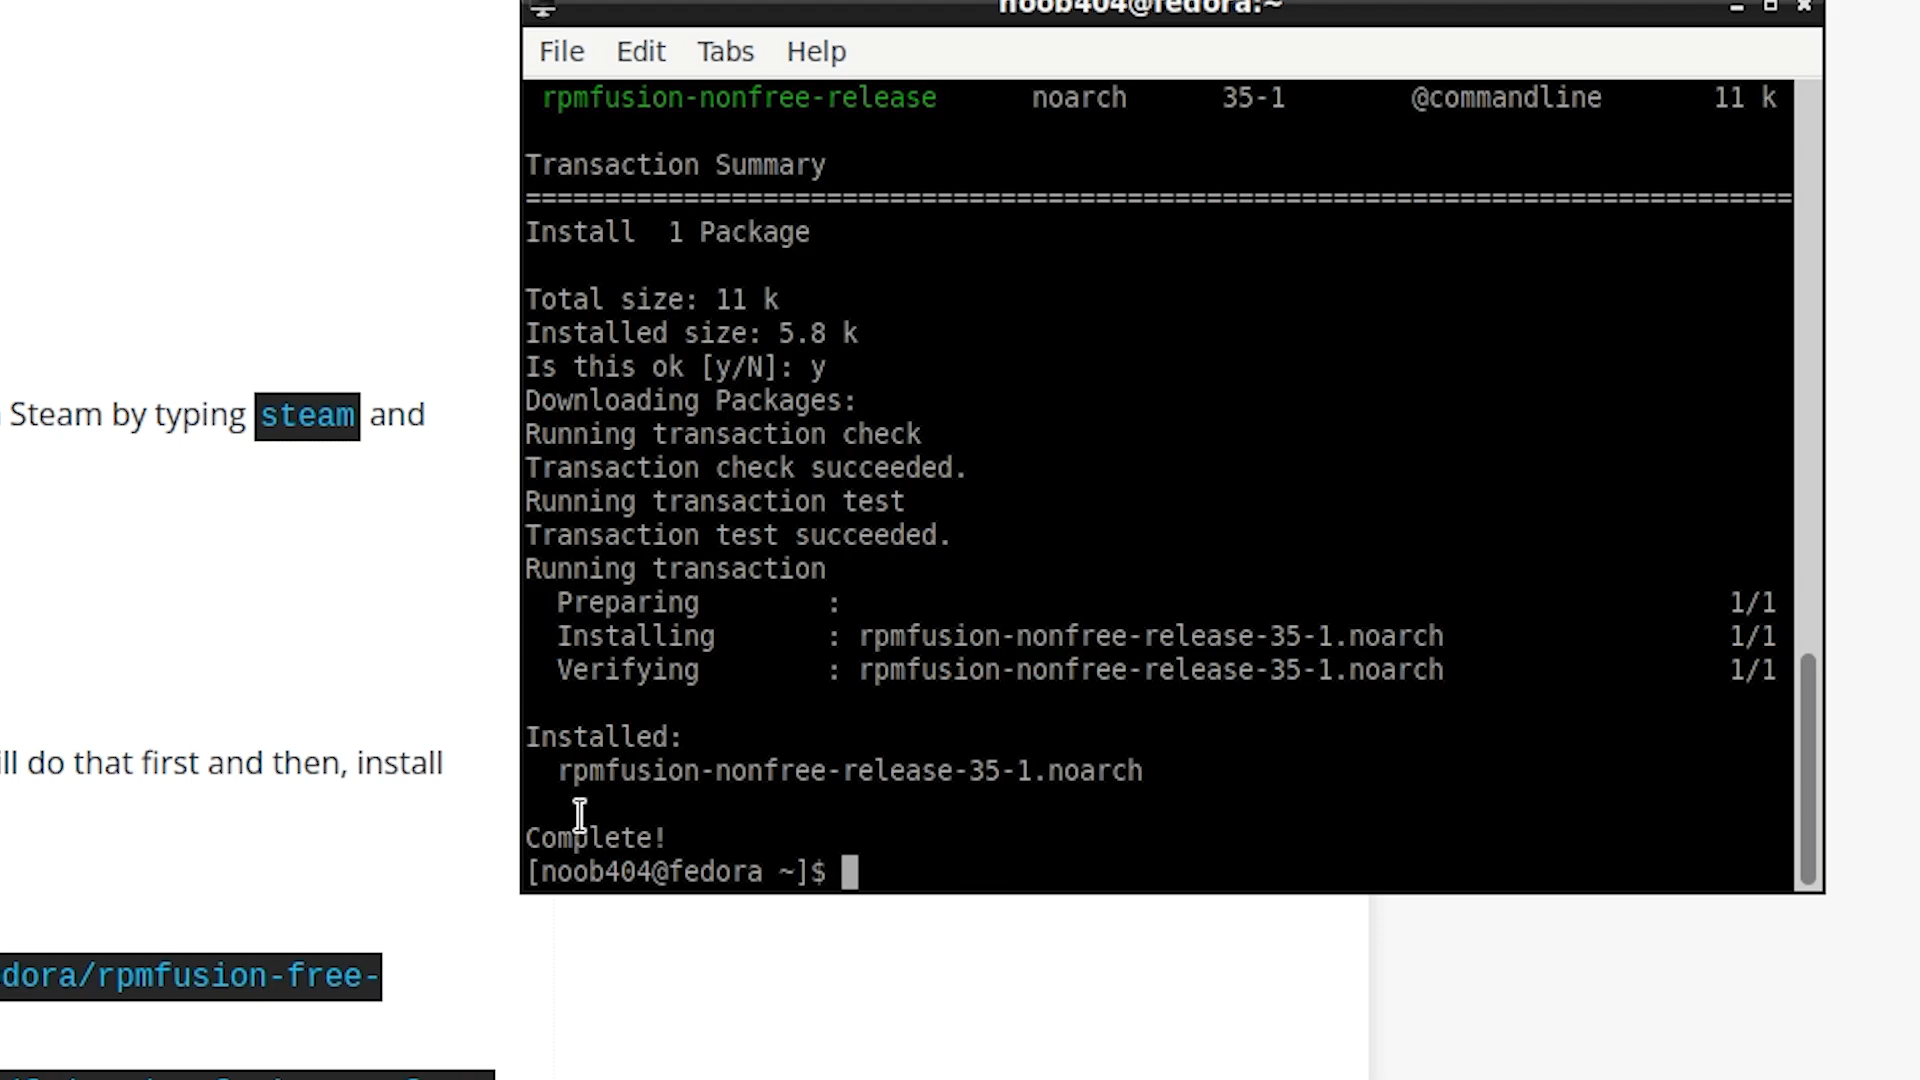 noob404@fedora:~
File Edit Tabs Help
rpmfusion-nonfree-release noarch 35-1 @commandline 11 k
Transaction Summary
================================================================================
Install 1 Package
Total size: 11 k
Installed size: 5.8 k
Is this ok [y/N]: y
Downloading Packages:
Running transaction check
Transaction check succeeded.
Running transaction test
Transaction test succeeded.
Running transaction
Preparing : 1/1
Installing : rpmfusion-nonfree-release-35-1.noarch 1/1
Verifying : rpmfusion-nonfree-release-35-1.noarch 1/1
Installed:
rpmfusion-nonfree-release-35-1.noarch
Complete!
[noob404@fedora ~]$
Steam by typing steam and
ll do that first and then, install
dora/rpmfusion-free-